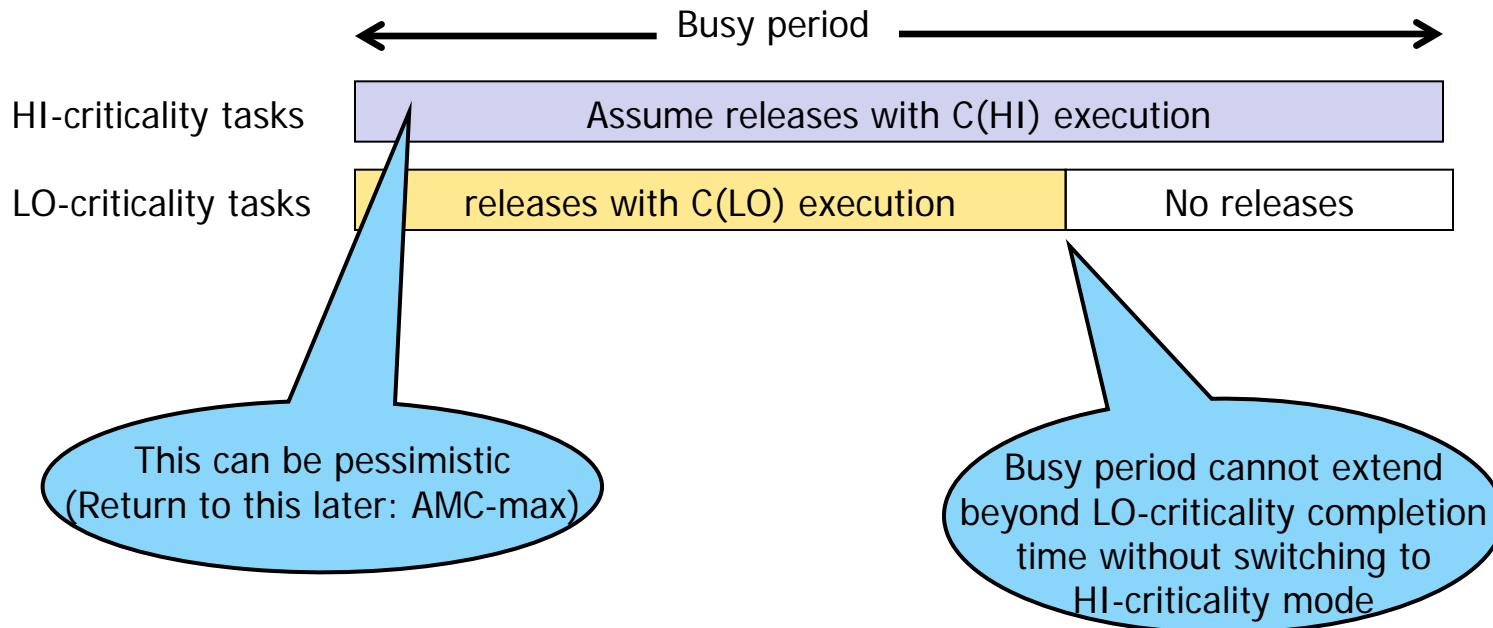 Busy period
HI-criticality tasks
Assume releases with C(HI) execution
LO-criticality tasks
releases with C(LO) execution
No releases
This can be pessimistic
(Return to this later: AMC-max)
Busy period cannot extend
beyond LO-criticality completion
time without switching to
HI-criticality mode